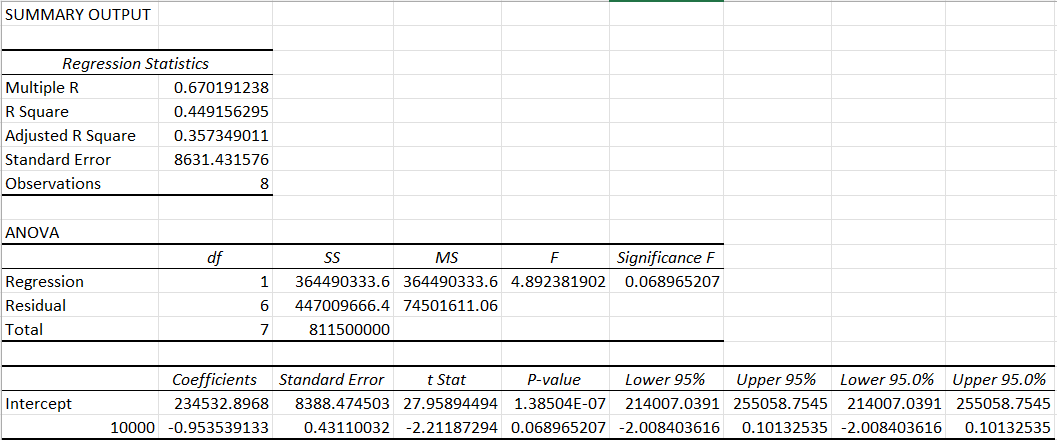 SUMMARY OUTPUT
Regression Statistics
Multiple R 0.670191238
R Square 0.449156295
Adjusted R Square 0.357349011
Standard Error 8631.431576
Observations 8
ANOVA
df SS MS F Significance F
Regression 1 364490333.6 364490333.6 4.892381902 0.068965207
Residual 6 447009666.4 74501611.06
Total 7 811500000
Coefficients Standard Error t Stat P-value Lower 95% Upper 95% Lower 95.0% Upper 95.0%
Intercept 234532.8968 8388.474503 27.95894494 1.38504E-07 214007.0391 255058.7545 214007.0391 255058.7545
10000 -0.953539133 0.43110032 -2.21187294 0.068965207 -2.008403616 0.10132535 -2.008403616 0.10132535